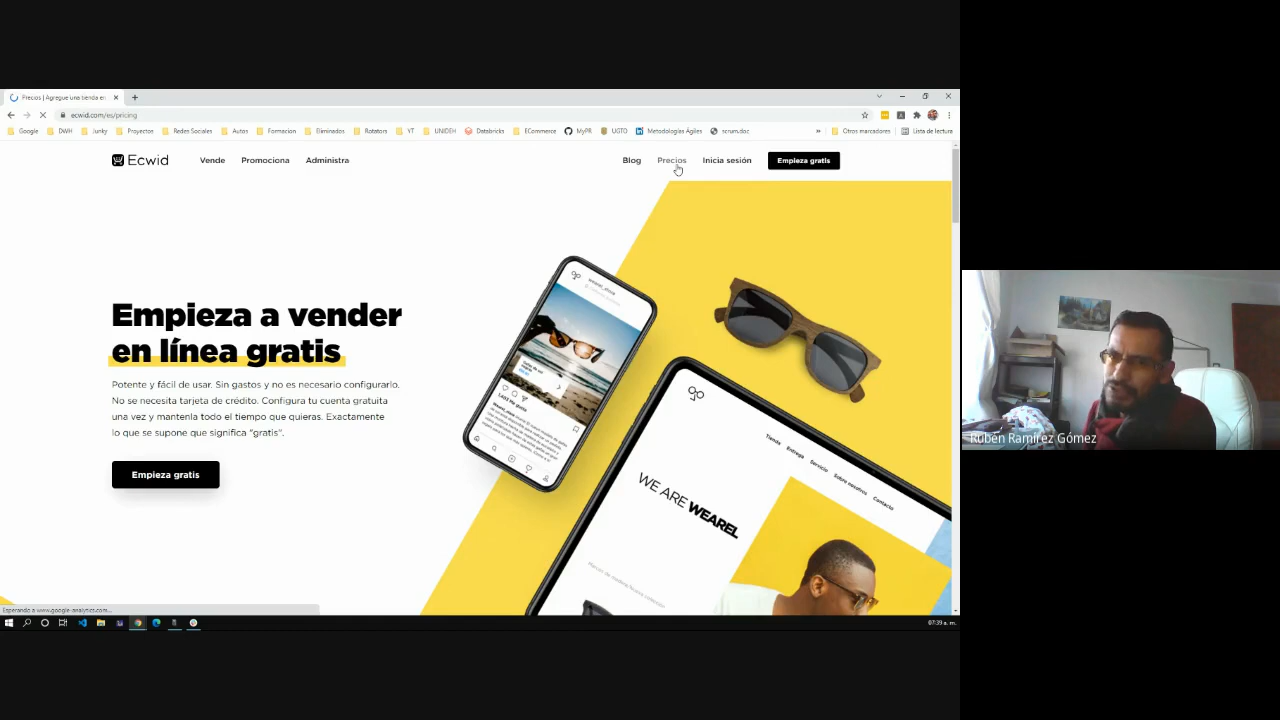 Precios | Agregue una tienda en
ecwid.com/es/pricing
Google DWH Junky Proyectos Redes Sociales Autos Formacion Eliminados Rotators YT UNIDEH Databricks ECommerce MyPR UGTO Metodologías Ágiles scrum.doc » Otros marcadores Lista de lectura
Ecwid Vende Promociona Administra Blog Precios Inicia sesión Empieza gratis
Empieza a vender
en línea gratis
Potente y fácil de usar. Sin gastos y no es necesario configurarlo.
No se necesita tarjeta de crédito. Configura tu cuenta gratuita
una vez y mantenla todo el tiempo que quieras. Exactamente
lo que se supone que significa "gratis".
Empieza gratis
Tienda Entrega Servicio Sobre nosotros Contacto
WE ARE WEAREL
Esperando a www.google-analytics.com...
07:39 a. m.
Rubén Ramírez Gómez